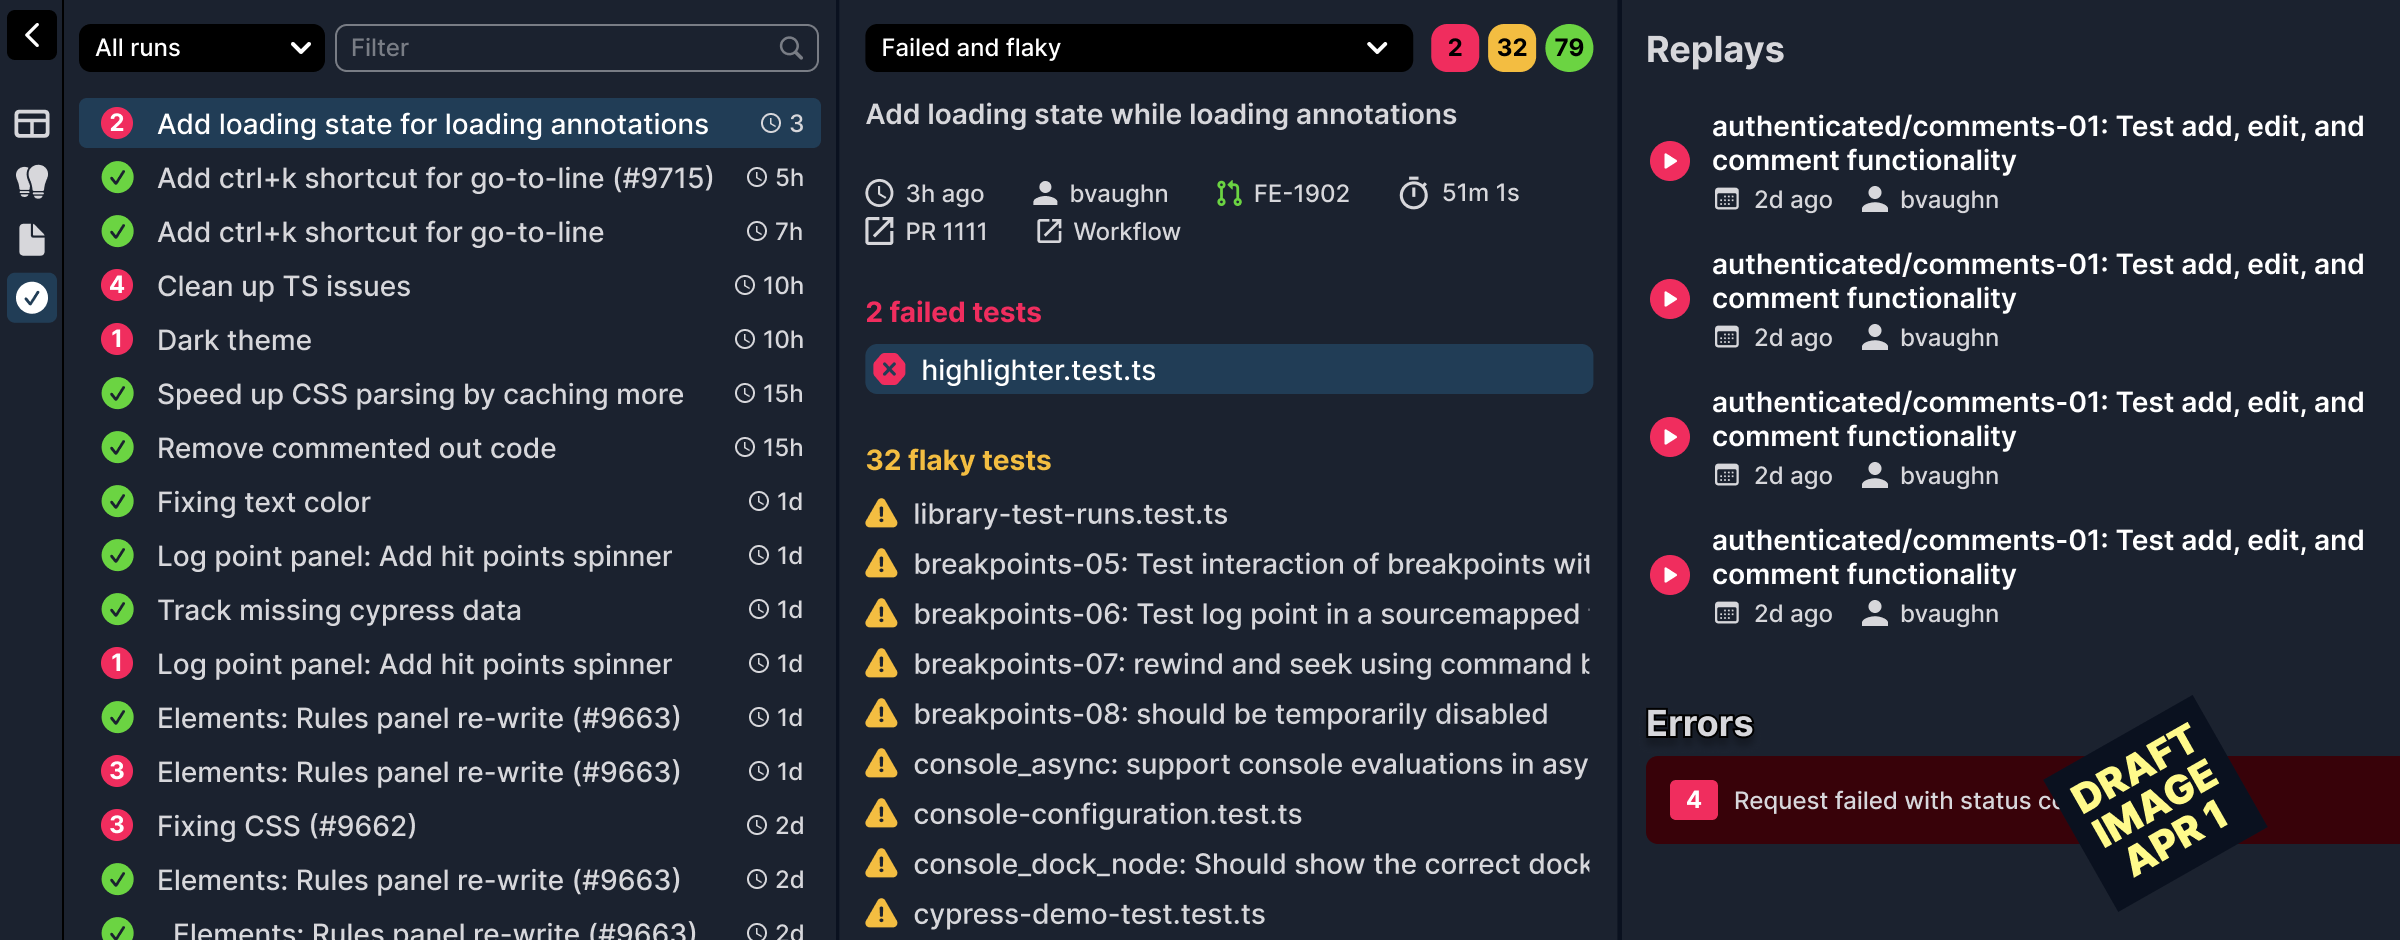 All runs
Filter
2 Add loading state for loading annotations 3
Add ctrl+k shortcut for go-to-line (#9715) 5h
Add ctrl+k shortcut for go-to-line 7h
4 Clean up TS issues 10h
1 Dark theme 10h
Speed up CSS parsing by caching more 15h
Remove commented out code 15h
Fixing text color 1d
Log point panel: Add hit points spinner 1d
Track missing cypress data 1d
1 Log point panel: Add hit points spinner 1d
Elements: Rules panel re-write (#9663) 1d
3 Elements: Rules panel re-write (#9663) 1d
3 Fixing CSS (#9662) 2d
Elements: Rules panel re-write (#9663) 2d
Elements: Rules panel re-write (#9663) 2d
Failed and flaky
2 32 79
Add loading state while loading annotations
3h ago bvaughn FE-1902 51m 1s
PR 1111 Workflow
2 failed tests
highlighter.test.ts
32 flaky tests
library-test-runs.test.ts
breakpoints-05: Test interaction of breakpoints wit
breakpoints-06: Test log point in a sourcemapped
breakpoints-07: rewind and seek using command
breakpoints-08: should be temporarily disabled
console_async: support console evaluations in asy
console-configuration.test.ts
console_dock_node: Should show the correct dock
cypress-demo-test.test.ts
Replays
authenticated/comments-01: Test add, edit, and
comment functionality
2d ago bvaughn
authenticated/comments-01: Test add, edit, and
comment functionality
2d ago bvaughn
authenticated/comments-01: Test add, edit, and
comment functionality
2d ago bvaughn
authenticated/comments-01: Test add, edit, and
comment functionality
2d ago bvaughn
Errors
4 Request failed with status
DRAFT
IMAGE
APR 1